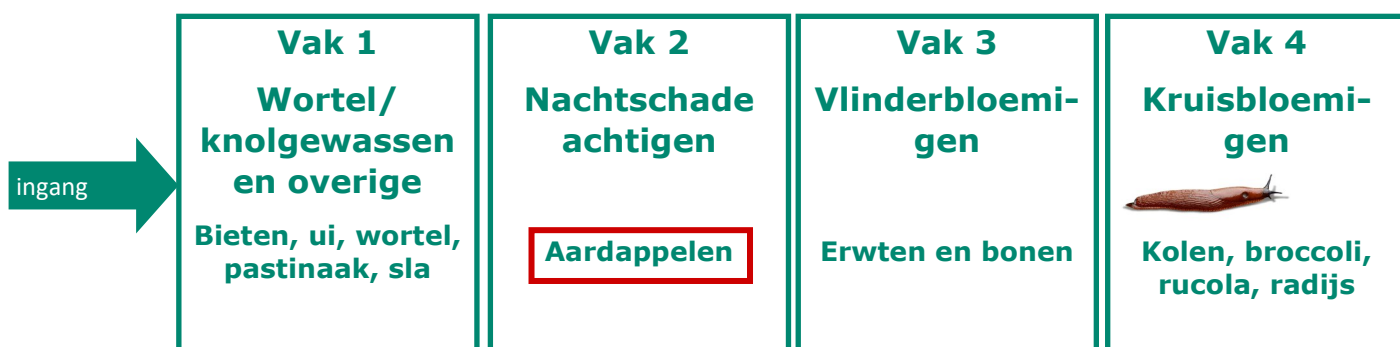 ingang
Vak 1
Wortel/
knolgewassen
en overige
Bieten, ui, wortel,
pastinaak, sla
Vak 2
Nachtschade
achtigen
Aardappelen
Vak 3
Vlinderbloemi-
gen
Erwten en bonen
Vak 4
Kruisbloemi-
gen
Kolen, broccoli,
rucola, radijs